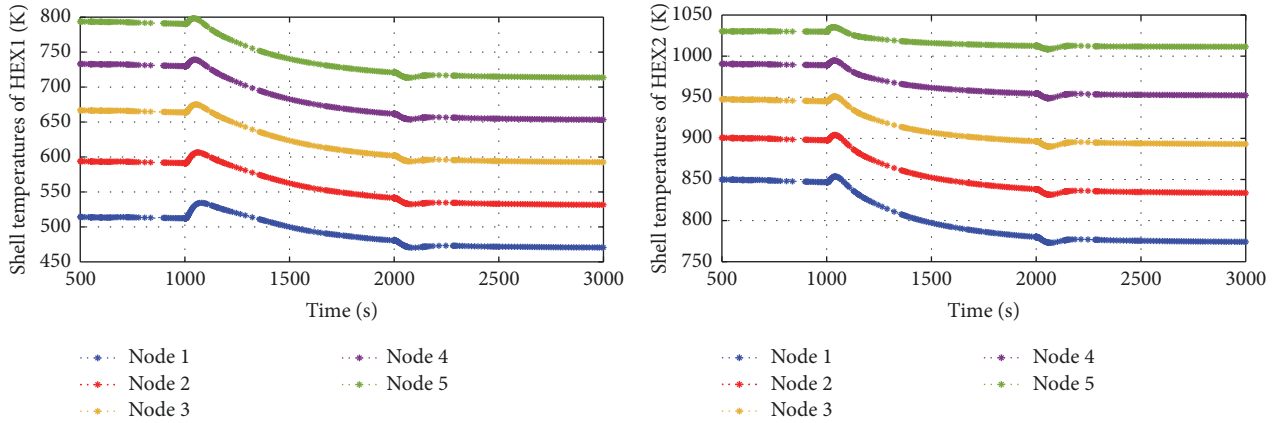 Shell temperatures of HEX1 (K)
800
750
700
650
600
550
500
450
500
1000
1500
2000
2500
3000
Time (s)
Node 1
Node 2
Node 3
Node 4
Node 5
Shell temperatures of HEX2 (K)
1050
1000
950
900
850
800
750
500
1000
1500
2000
2500
3000
Time (s)
Node 1
Node 2
Node 3
Node 4
Node 5